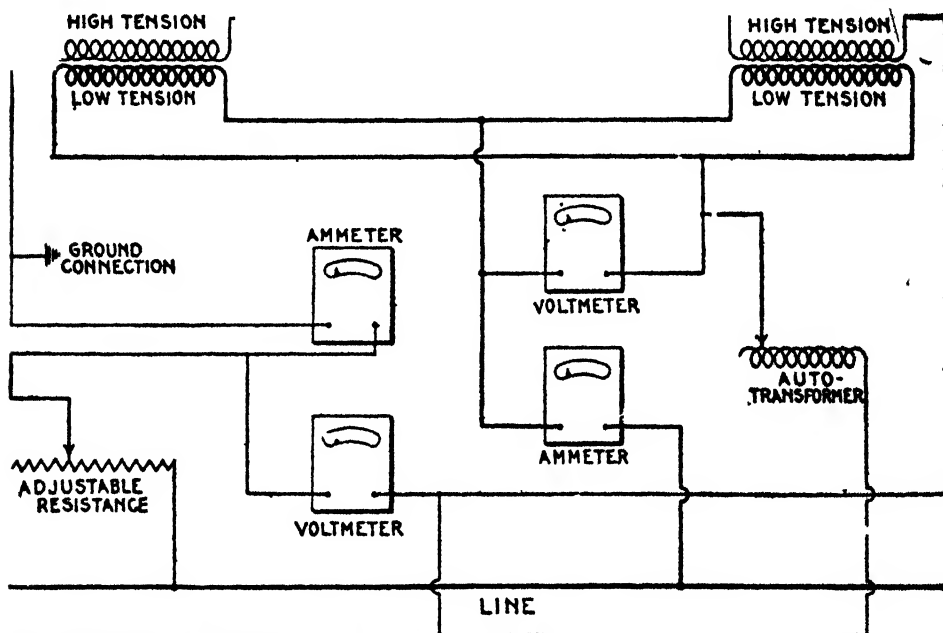 HIGH TENSION
LOW TENSION
HIGH TENSION
LOW TENSION
GROUND
CONNECTION
AMMETER
VOLTMETER
AUTO-
TRANSFORMER
AMMETER
ADJUSTABLE
RESISTANCE
VOLTMETER
LINE